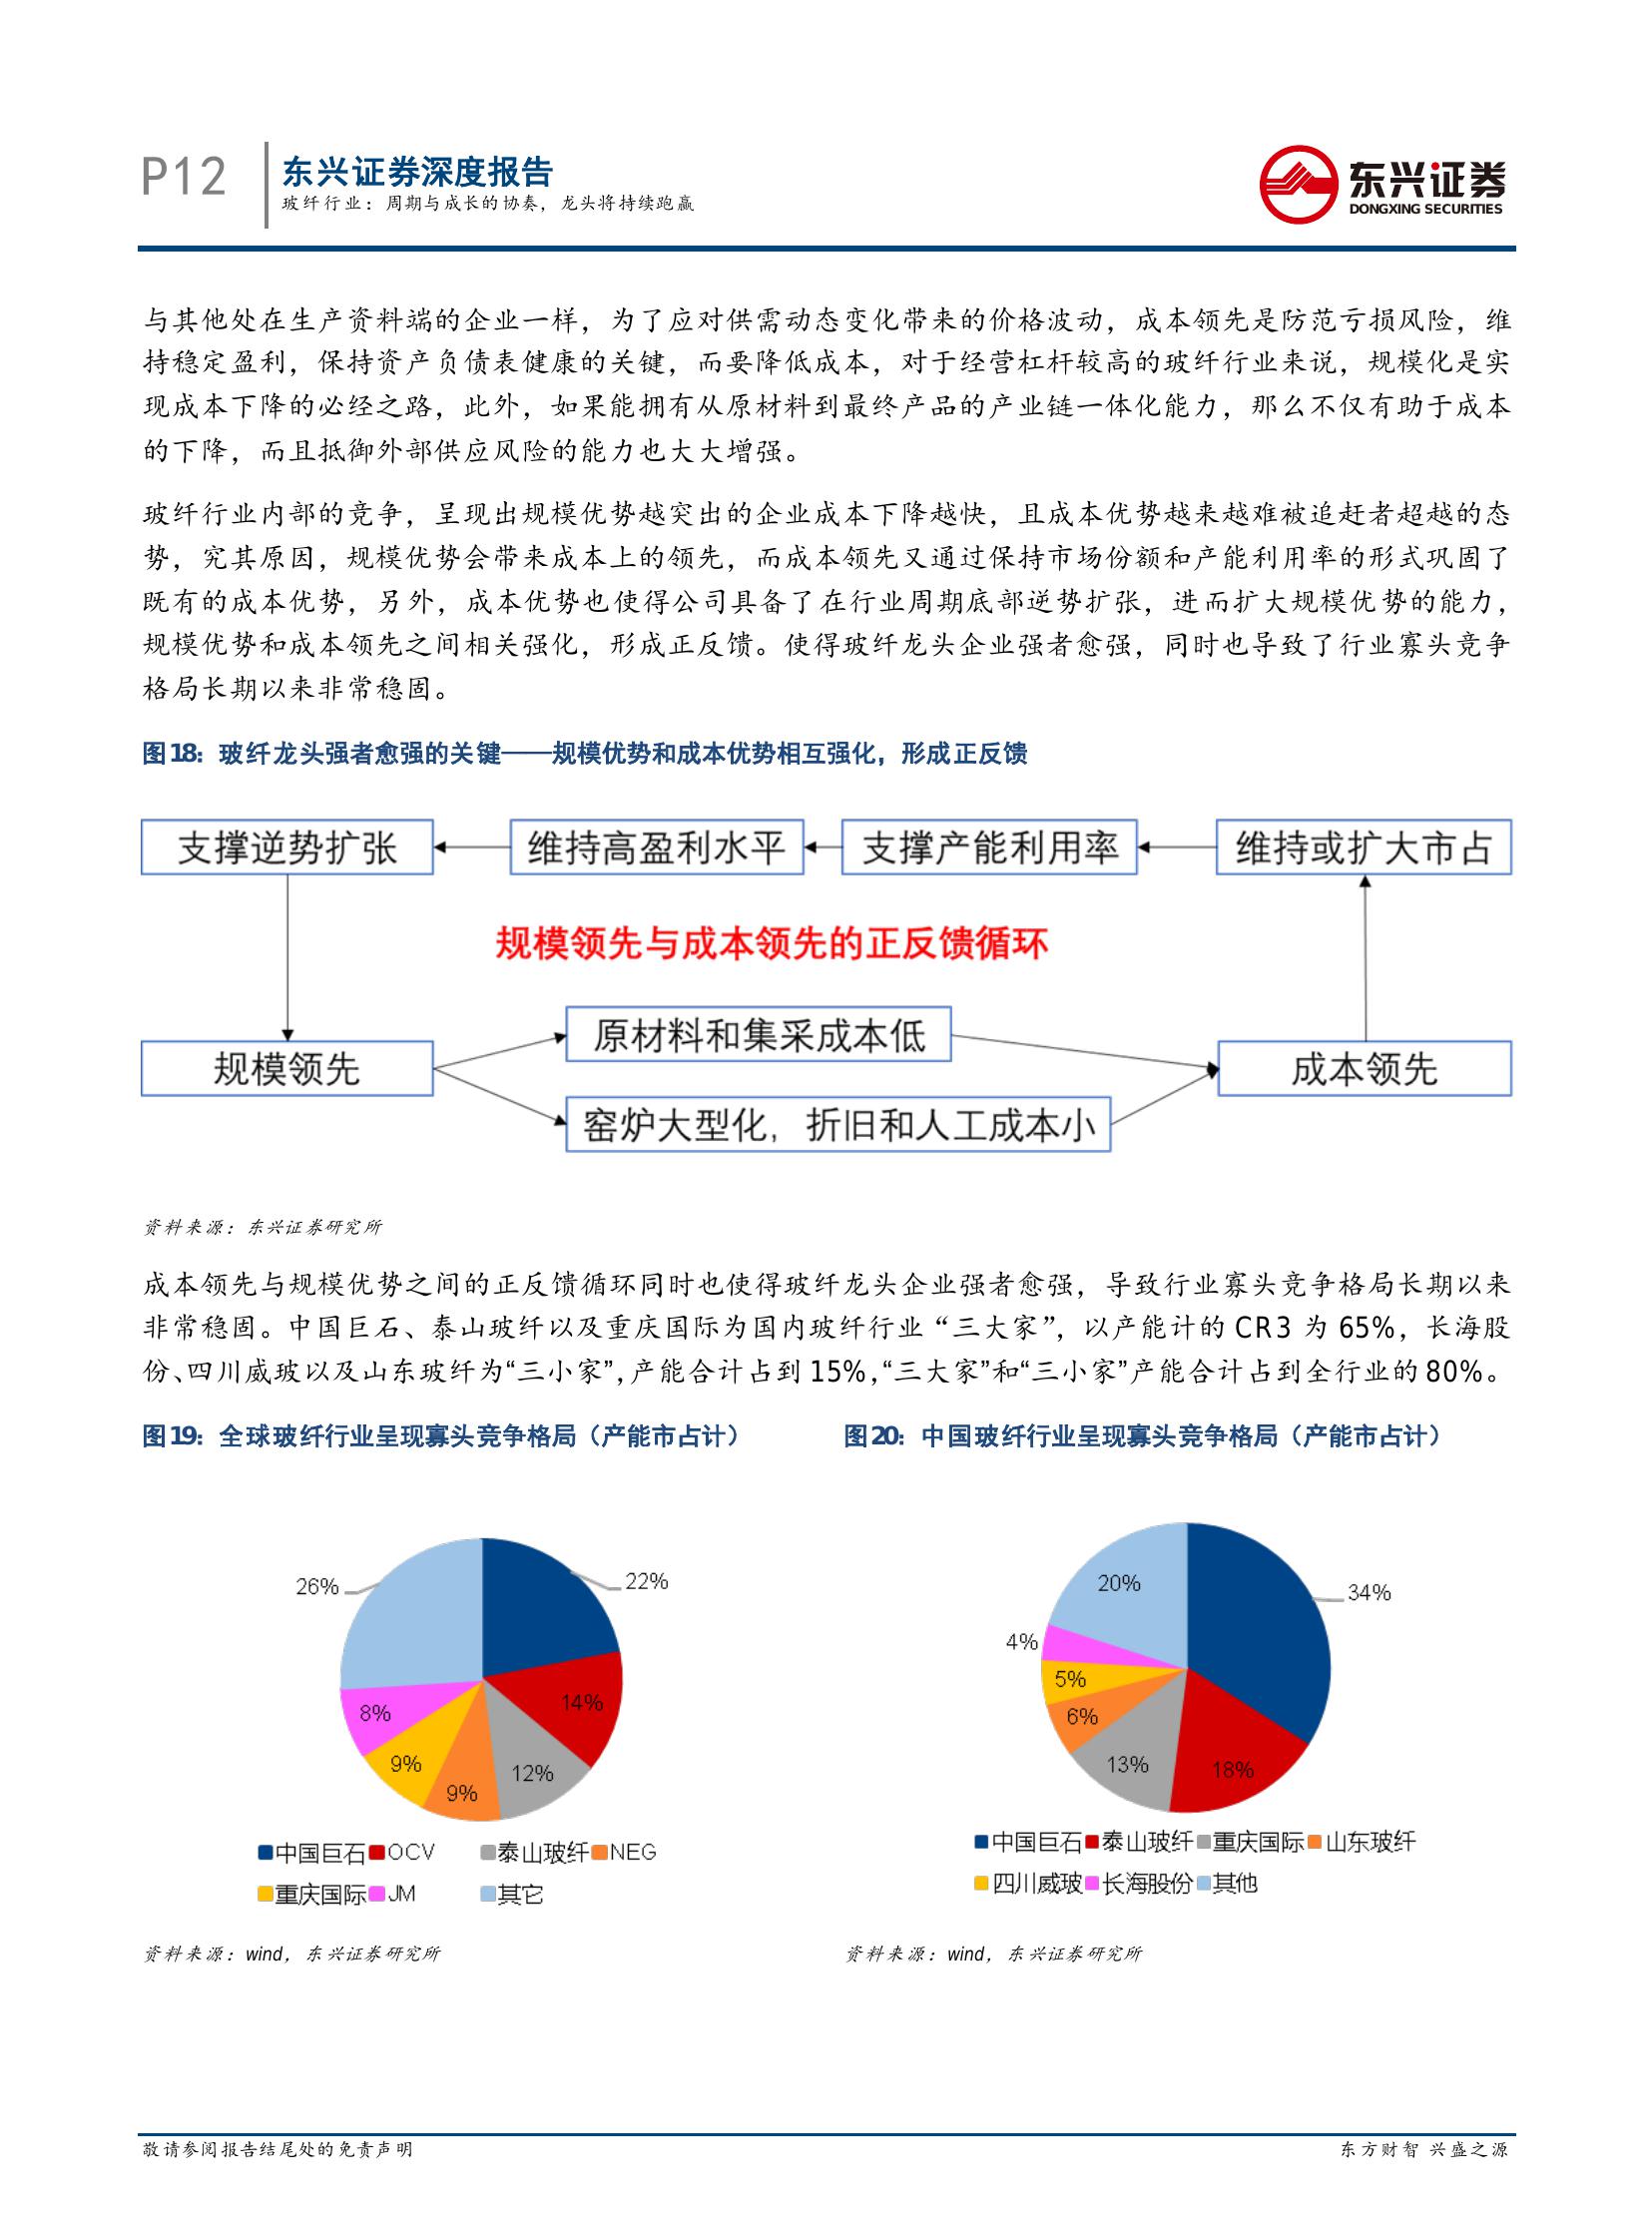 P12
东兴证券深度报告
玻纤行业：周期与成长的协奏，龙头将持续跑赢
东兴证券
DONGXING SECURITIES
与其他处在生产资料端的企业一样，为了应对供需动态变化带来的价格波动，成本领先是防范亏损风险，维
持稳定盈利，保持资产负债表健康的关键，而要降低成本，对于经营杠杆较高的玻纤行业来说，规模化是实
现成本下降的必经之路，此外，如果能拥有从原材料到最终产品的产业链一体化能力，那么不仅有助于成本
的下降，而且抵御外部供应风险的能力也大大增强。
玻纤行业内部的竞争，呈现出规模优势越突出的企业成本下降越快，且成本优势越来越难被追赶者超越的态
势，究其原因，规模优势会带来成本上的领先，而成本领先又通过保持市场份额和产能利用率的形式巩固了
既有的成本优势，另外，成本优势也使得公司具备了在行业周期底部逆势扩张，进而扩大规模优势的能力，
规模优势和成本领先之间相关强化，形成正反馈。使得玻纤龙头企业强者愈强，同时也导致了行业寡头竞争
格局长期以来非常稳固。
图18：玻纤龙头强者愈强的关键——规模优势和成本优势相互强化，形成正反馈
支撑逆势扩张
维持高盈利水平
支撑产能利用率
维持或扩大市占
规模领先与成本领先的正反馈循环
原材料和集采成本低
规模领先
成本领先
窑炉大型化，折旧和人工成本小
资料来源：东兴证券研究所
成本领先与规模优势之间的正反馈循环同时也使得玻纤龙头企业强者愈强，导致行业寡头竞争格局长期以来
非常稳固。中国巨石、泰山玻纤以及重庆国际为国内玻纤行业“三大家”，以产能计的 CR3 为 65%，长海股
份、四川威玻以及山东玻纤为“三小家”，产能合计占到 15%，“三大家”和“三小家”产能合计占到全行业的 80%。
图19：全球玻纤行业呈现寡头竞争格局（产能市占计）
26%
22%
14%
8%
9%
12%
9%
中国巨石 OCV 泰山玻纤 NEG
重庆国际 JM 其它
资料来源：wind，东兴证券研究所
图20：中国玻纤行业呈现寡头竞争格局（产能市占计）
20%
34%
4%
5%
6%
13%
18%
中国巨石 泰山玻纤 重庆国际 山东玻纤
四川威玻 长海股份 其他
资料来源：wind，东兴证券研究所
敬请参阅报告结尾处的免责声明
东方财智 兴盛之源